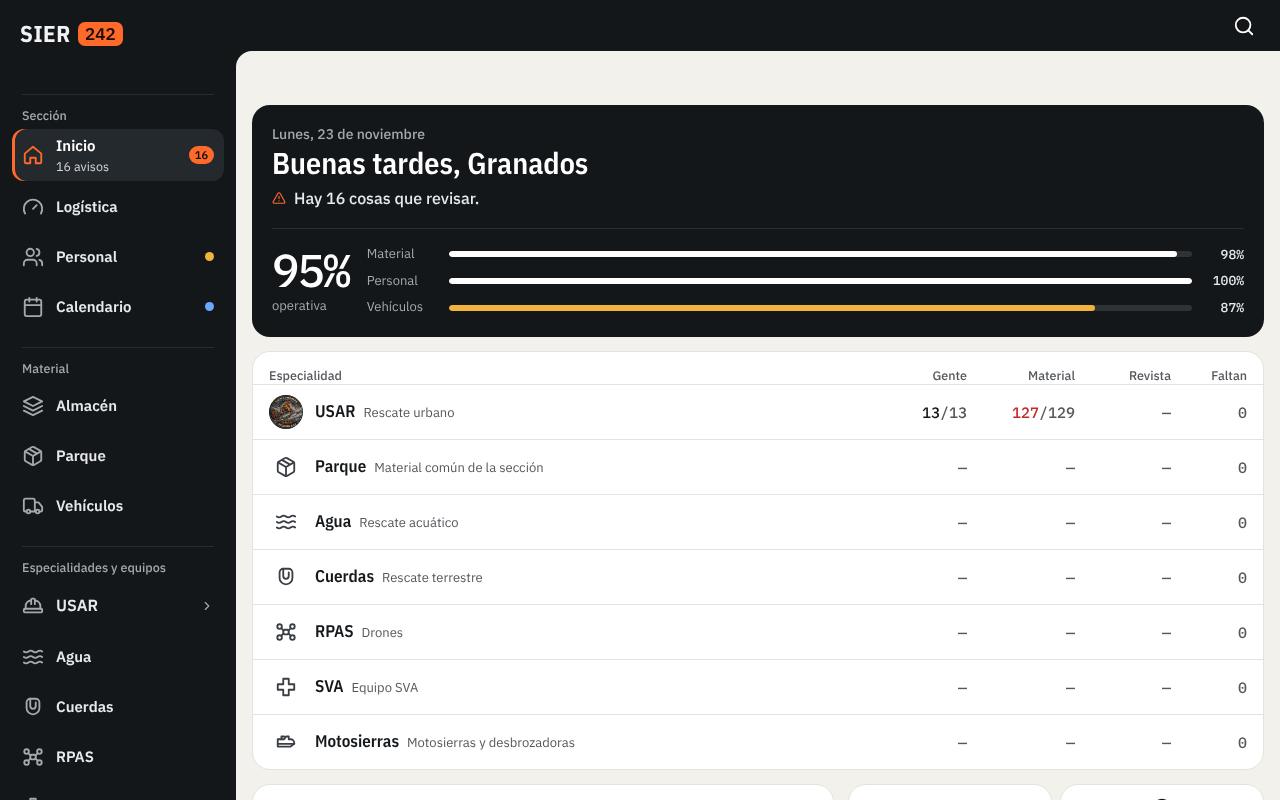 SIER 242
Sección
Inicio
16 avisos
16
Logística
Personal
Calendario
Material
Almacén
Parque
Vehículos
Especialidades y equipos
USAR
Agua
Cuerdas
RPAS
Lunes, 23 de noviembre
Buenas tardes, Granados
Hay 16 cosas que revisar.
95%
operativa
Material 98%
Personal 100%
Vehículos 87%
Especialidad Gente Material Revista Faltan
USAR Rescate urbano 13/13 127/129 – 0
Parque Material común de la sección – – – 0
Agua Rescate acuático – – – 0
Cuerdas Rescate terrestre – – – 0
RPAS Drones – – – 0
SVA Equipo SVA – – – 0
Motosierras Motosierras y desbrozadoras – – – 0